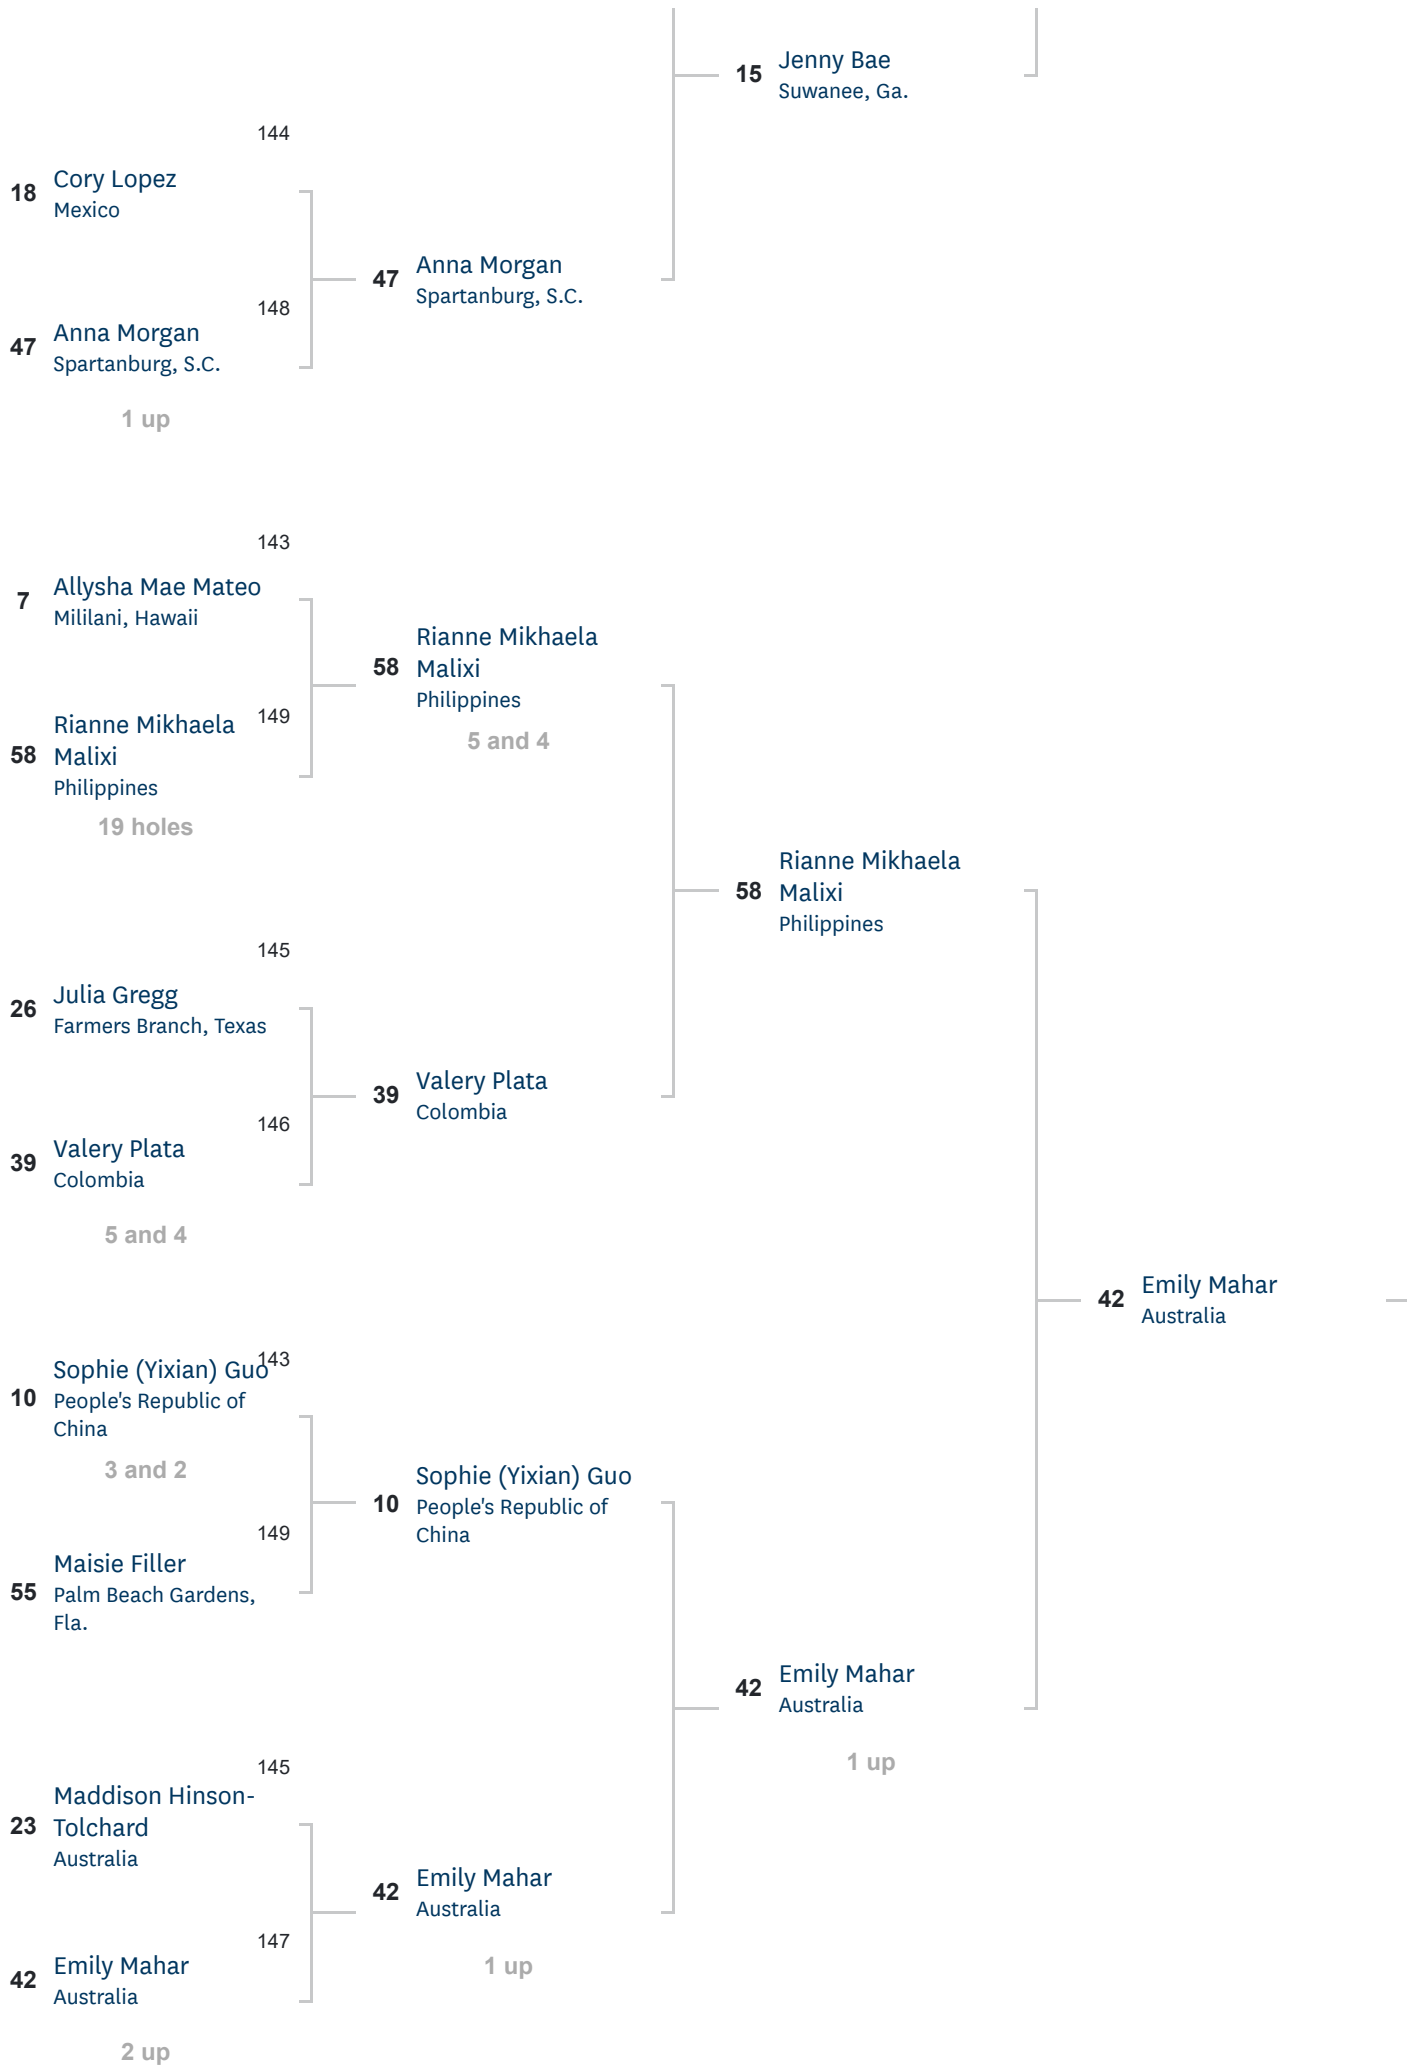 15
Jenny Bae
Suwanee, Ga.
144
18
Cory Lopez
Mexico
148
47
Anna Morgan
Spartanburg, S.C.
1 up
47
Anna Morgan
Spartanburg, S.C.
143
7
Allysha Mae Mateo
Mililani, Hawaii
149
58
Rianne Mikhaela
Malixi
Philippines
19 holes
58
Rianne Mikhaela
Malixi
Philippines
5 and 4
145
26
Julia Gregg
Farmers Branch, Texas
146
39
Valery Plata
Colombia
5 and 4
39
Valery Plata
Colombia
58
Rianne Mikhaela
Malixi
Philippines
143
10
Sophie (Yixian) Guo
People's Republic of
China
3 and 2
149
55
Maisie Filler
Palm Beach Gardens,
Fla.
10
Sophie (Yixian) Guo
People's Republic of
China
145
23
Maddison Hinson-
Tolchard
Australia
147
42
Emily Mahar
Australia
2 up
42
Emily Mahar
Australia
1 up
42
Emily Mahar
Australia
1 up
42
Emily Mahar
Australia